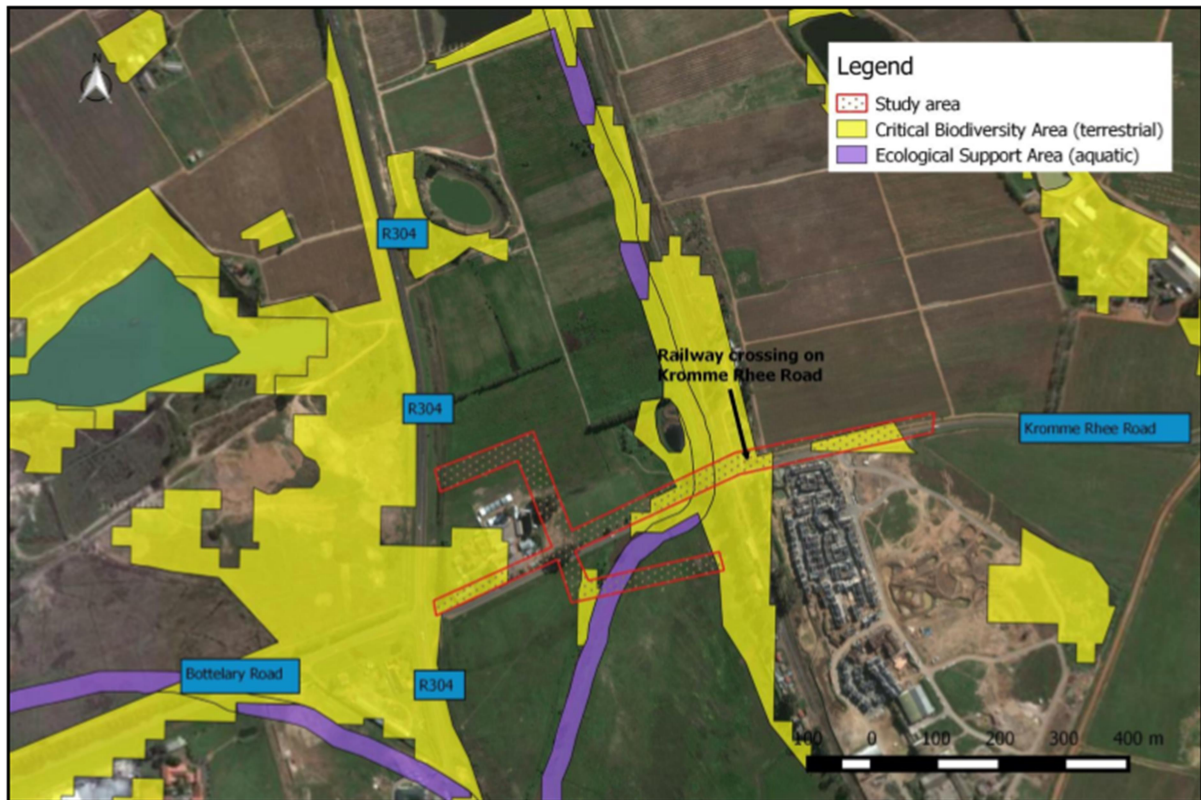 N
Legend
Study area
Critical Biodiversity Area (terrestrial)
Ecological Support Area (aquatic)
R304
Railway crossing on
Kromme Rhee Road
R304
Kromme Rhee Road
Bottelary Road
R304
100 0 100 200 300 400 m